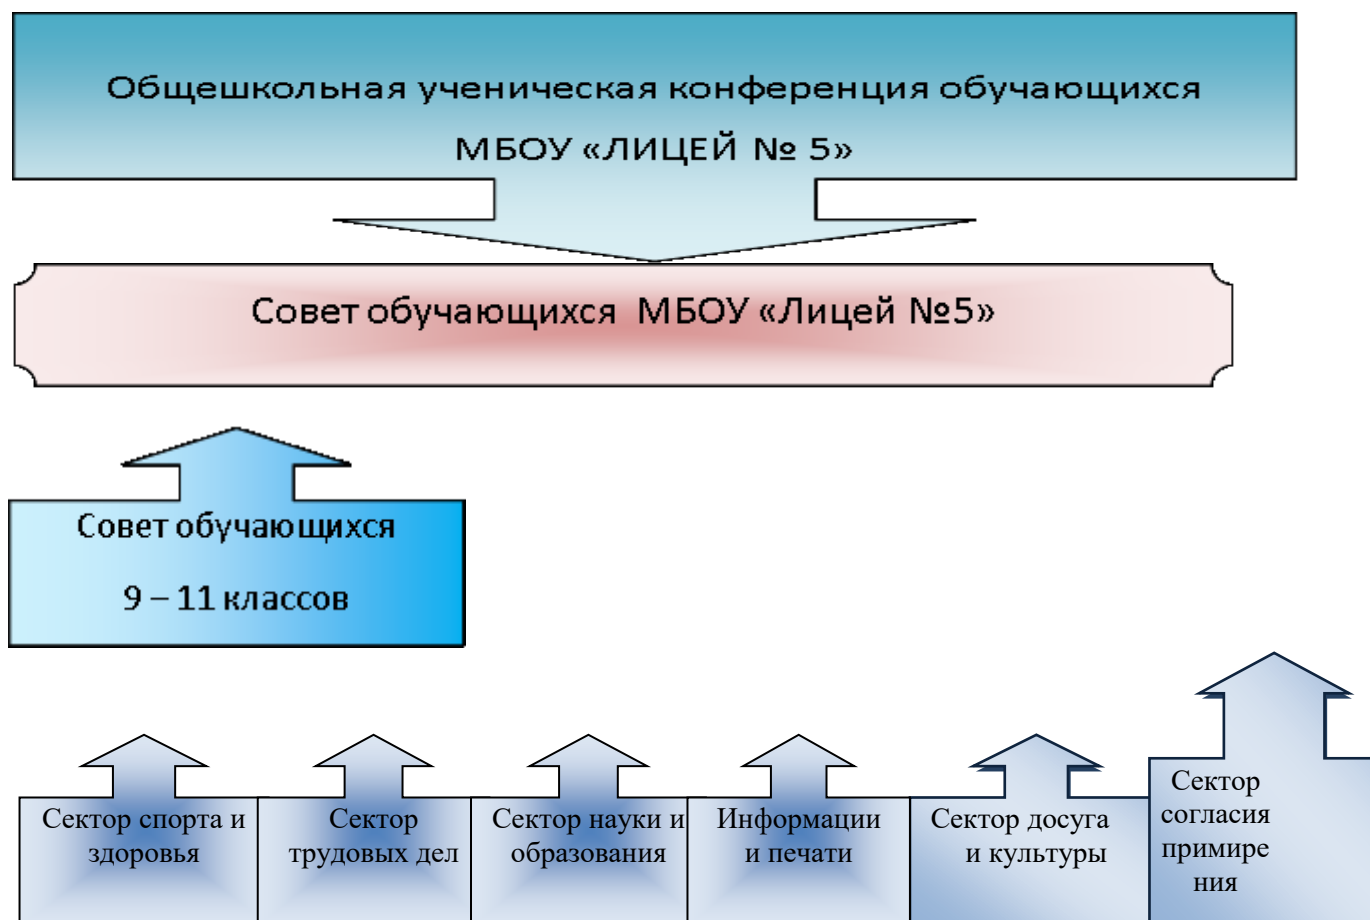 Общешкольная ученическая конференция обучающихся
МБОУ «ЛИЦЕЙ № 5»
Совет обучающихся МБОУ «Лицей №5»
Совет обучающихся
9 – 11 классов
Сектор спорта и
здоровья
Сектор
трудовых дел
Сектор науки и
образования
Информации
и печати
Сектор досуга
и культуры
Сектор
согласия
примире
ния